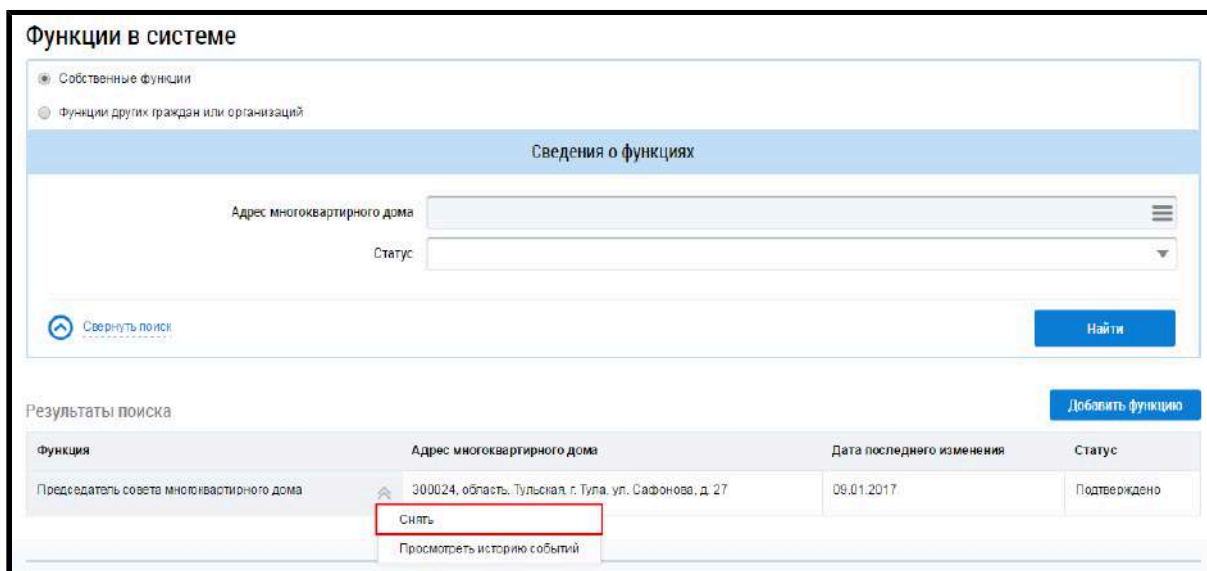 Функции в системе
Собственные функции
Функции других граждан или организаций
Сведения о функциях
Адрес многоквартирного дома
Статус
Свернуть поиск
Найти
Результаты поиска
Добавить функцию
Функция Адрес многоквартирного дома Дата последнего изменения Статус
Председатель совета многоквартирного дома 300024, область. Тульская, г. Тула, ул. Сафонова, д. 27 09.01.2017 Подтверждено
Снять
Просмотреть историю событий